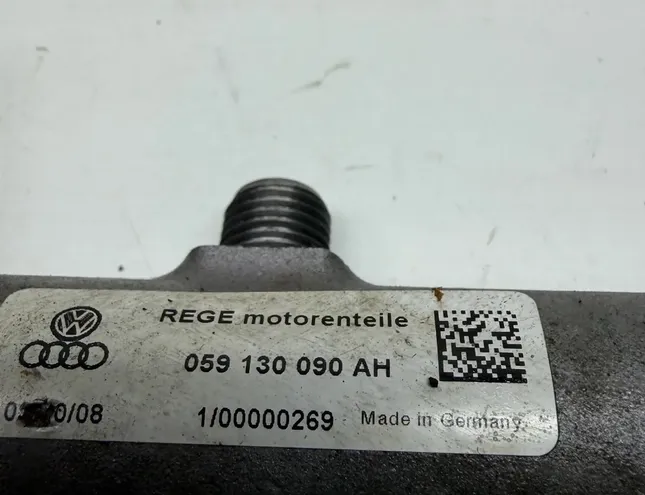 REGE motorenteile
059 130 090 AH
1/00000269 Made in Germany